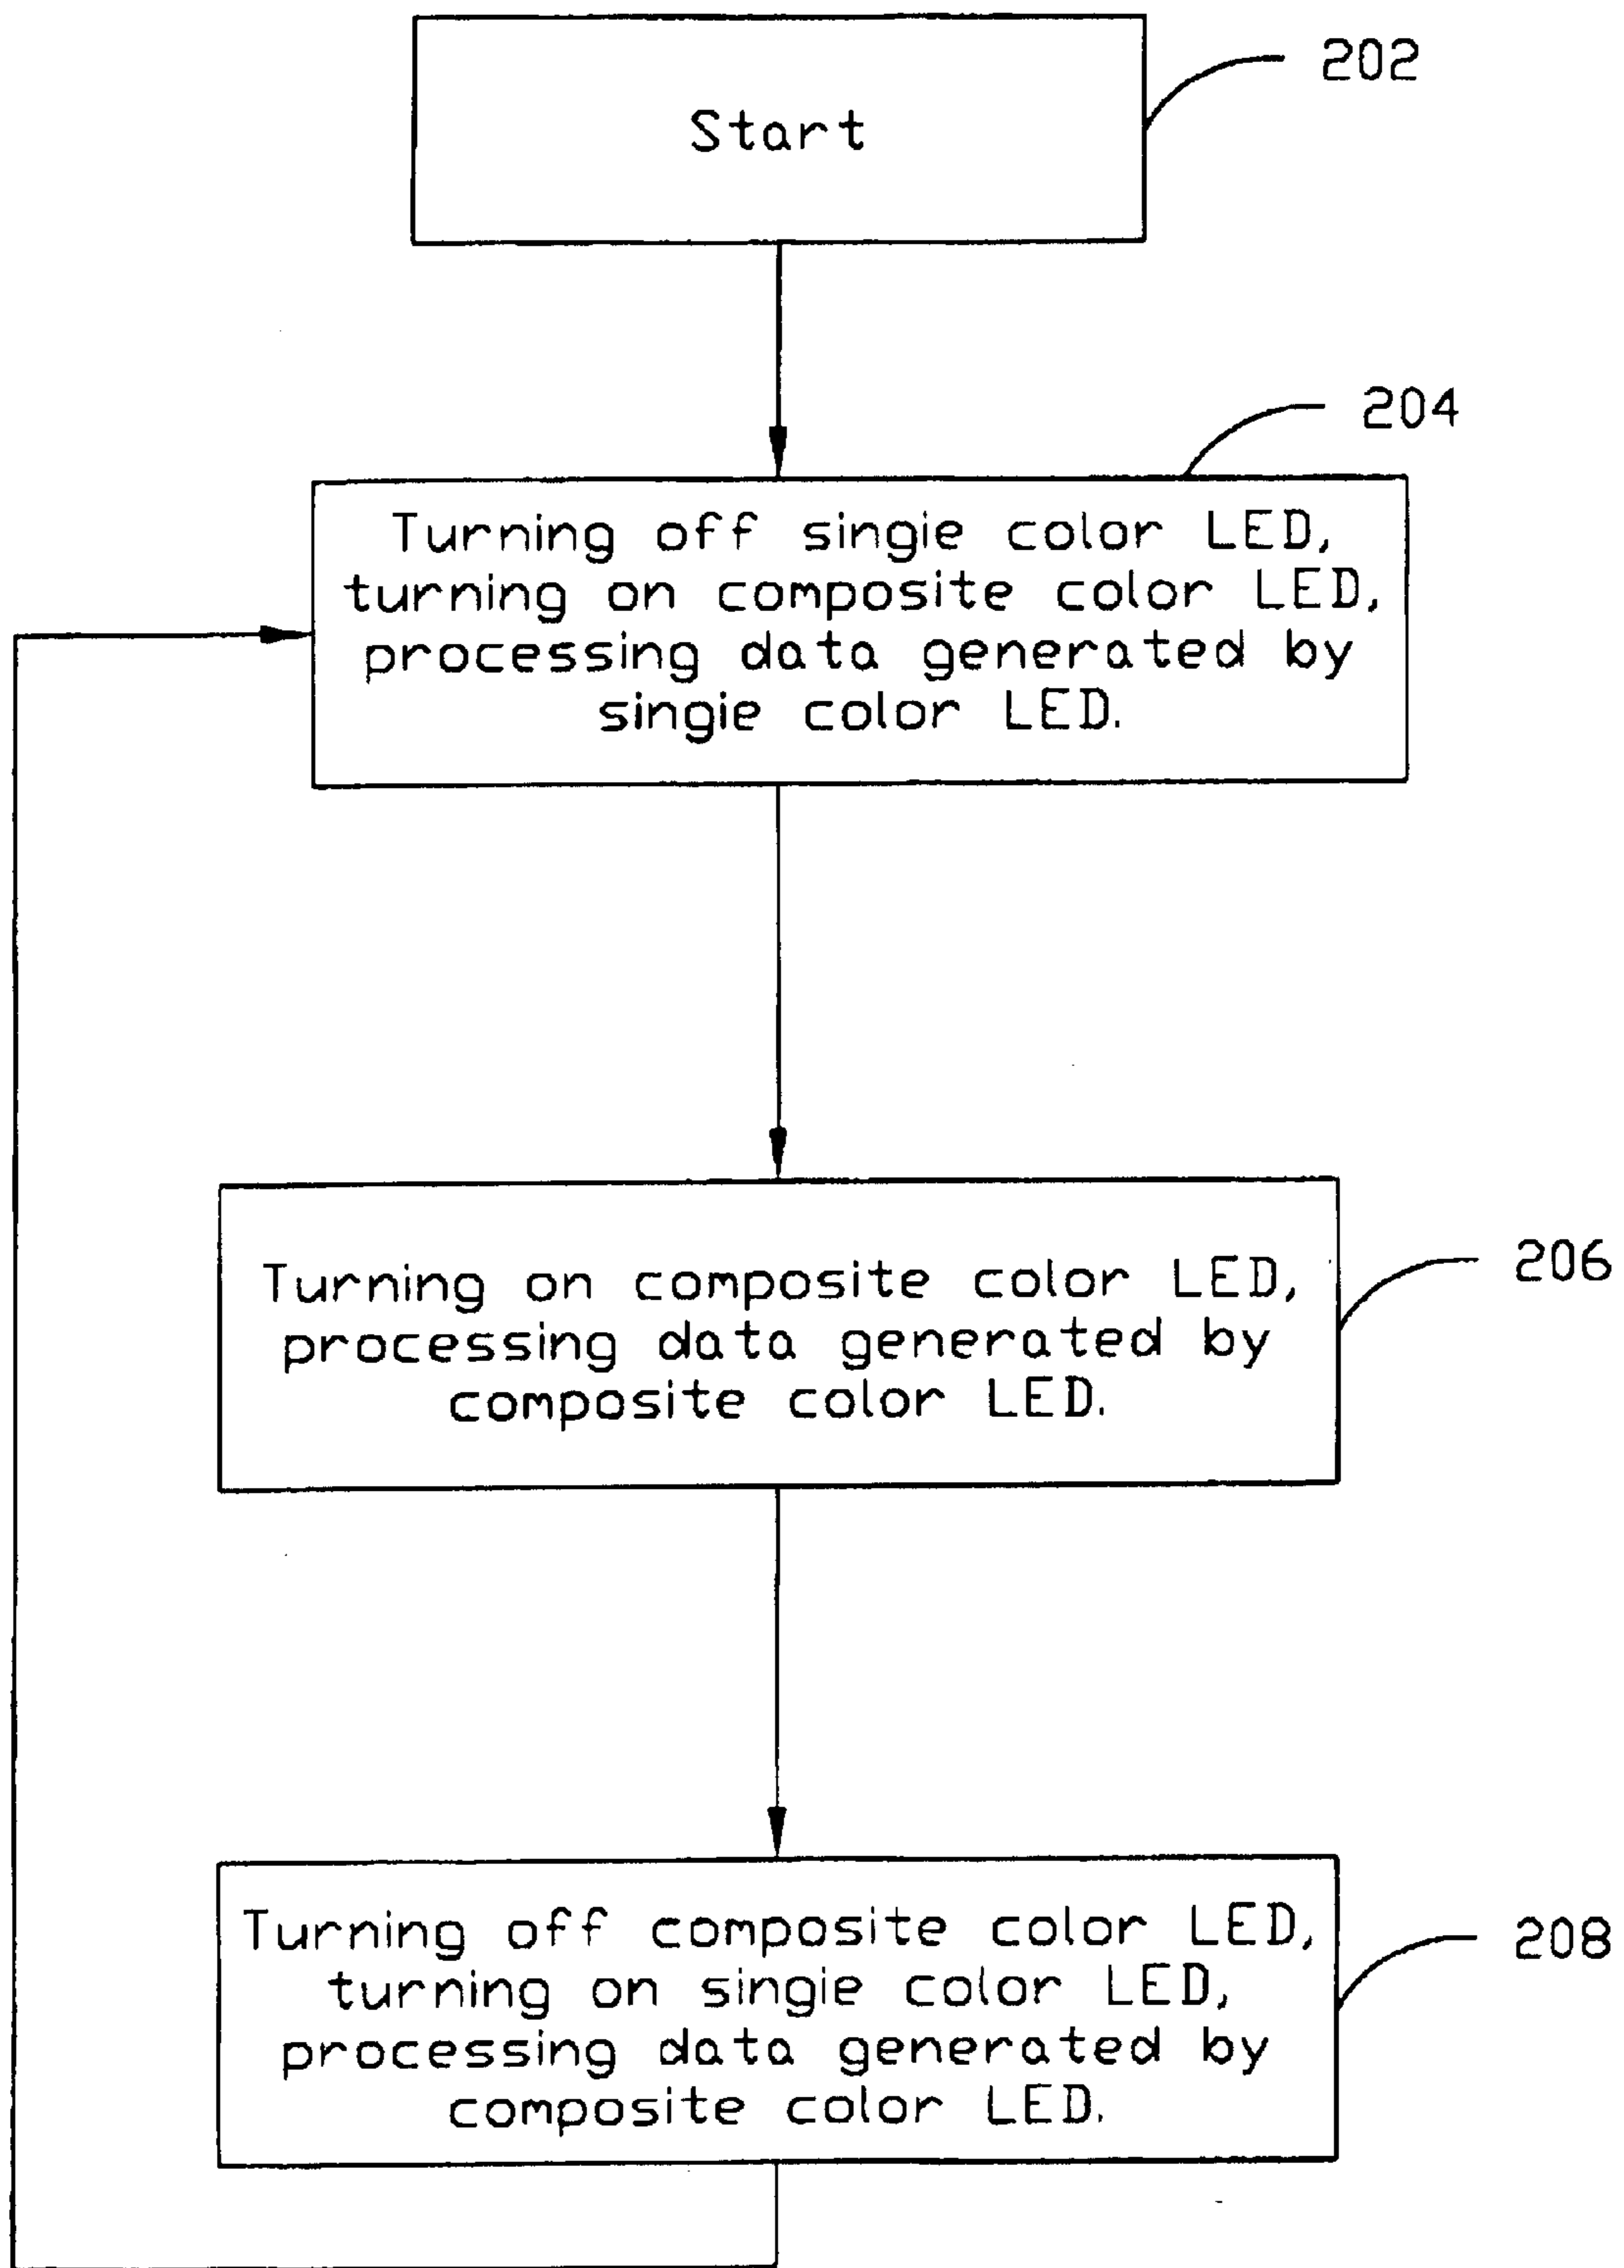 202
Start
204
Turning off singie color LED,
turning on composite color LED,
processing data generated by
singie color LED.
206
Turning on composite color LED,
processing data generated by
composite color LED.
208
Turning off composite color LED,
turning on singie color LED,
processing data generated by
composite color LED.